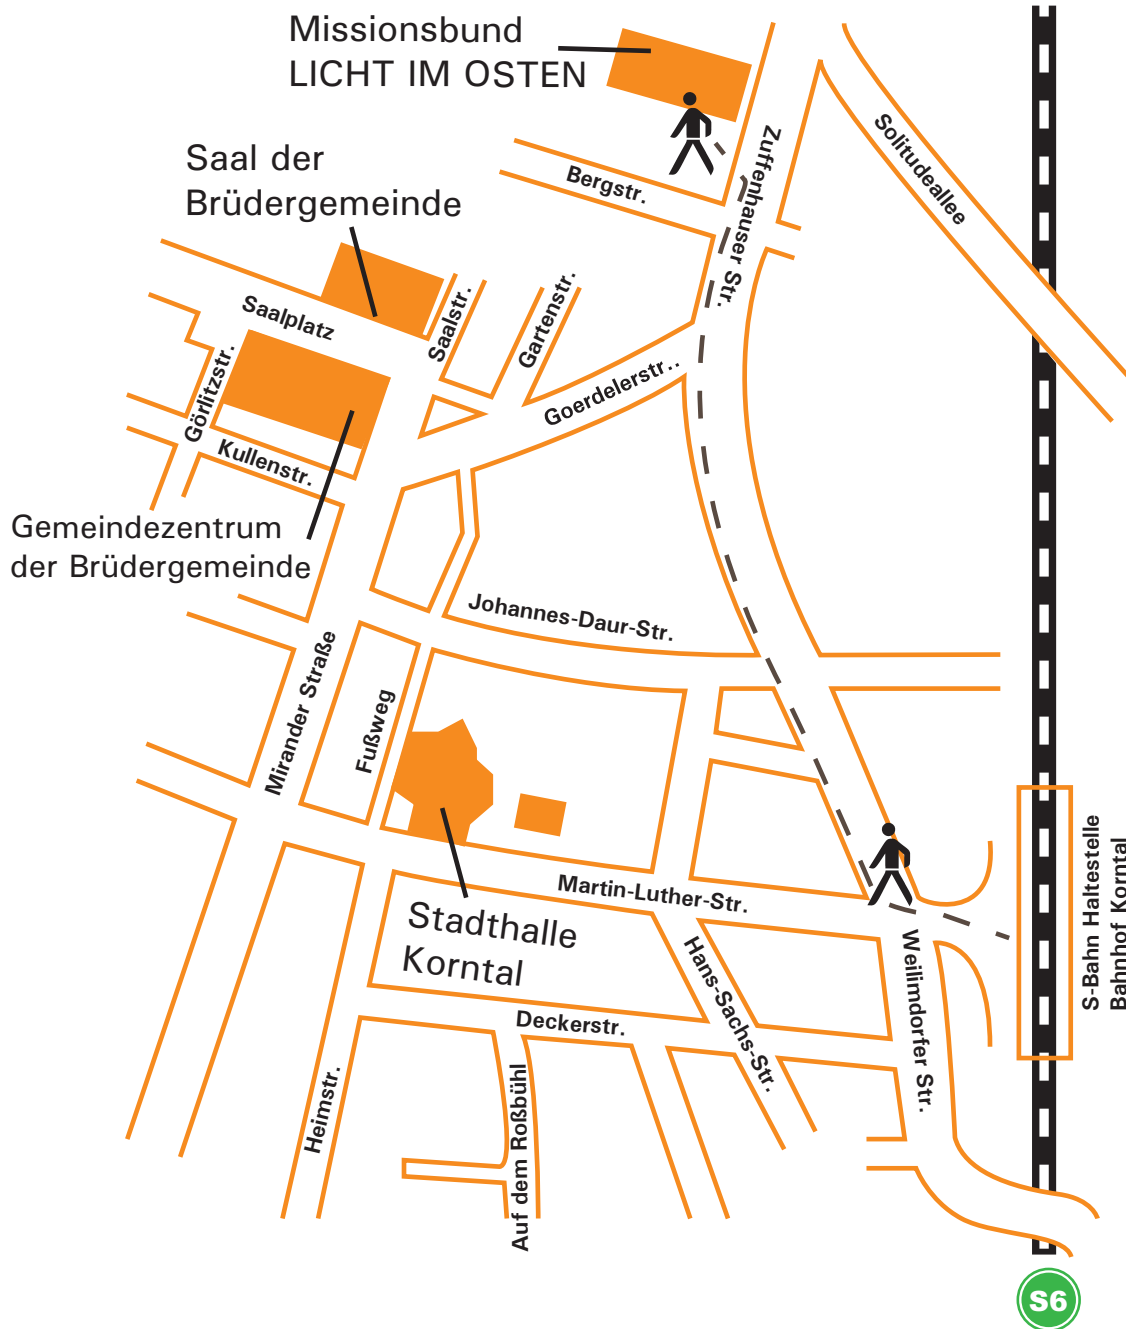 Missionsbund
LICHT IM OSTEN
Saal der
Brüdergemeinde
Zuffenhauser Str.
Solitudeallee
Bergstr.
Saalplatz
Saalstr.
Gartenstr.
Görlitzstr.
Goerdelerstr..
Kullenstr.
Gemeindezentrum
der Brüdergemeinde
Johannes-Daur-Str.
Mirander Straße
Fußweg
Martin-Luther-Str.
Stadthalle
Korntal
S-Bahn Haltestelle
Bahnhof Korntal
Hans-Sachs-Str.
Weilimdorfer Str.
Deckerstr.
Heimstr.
Auf dem Roßbühl
S6